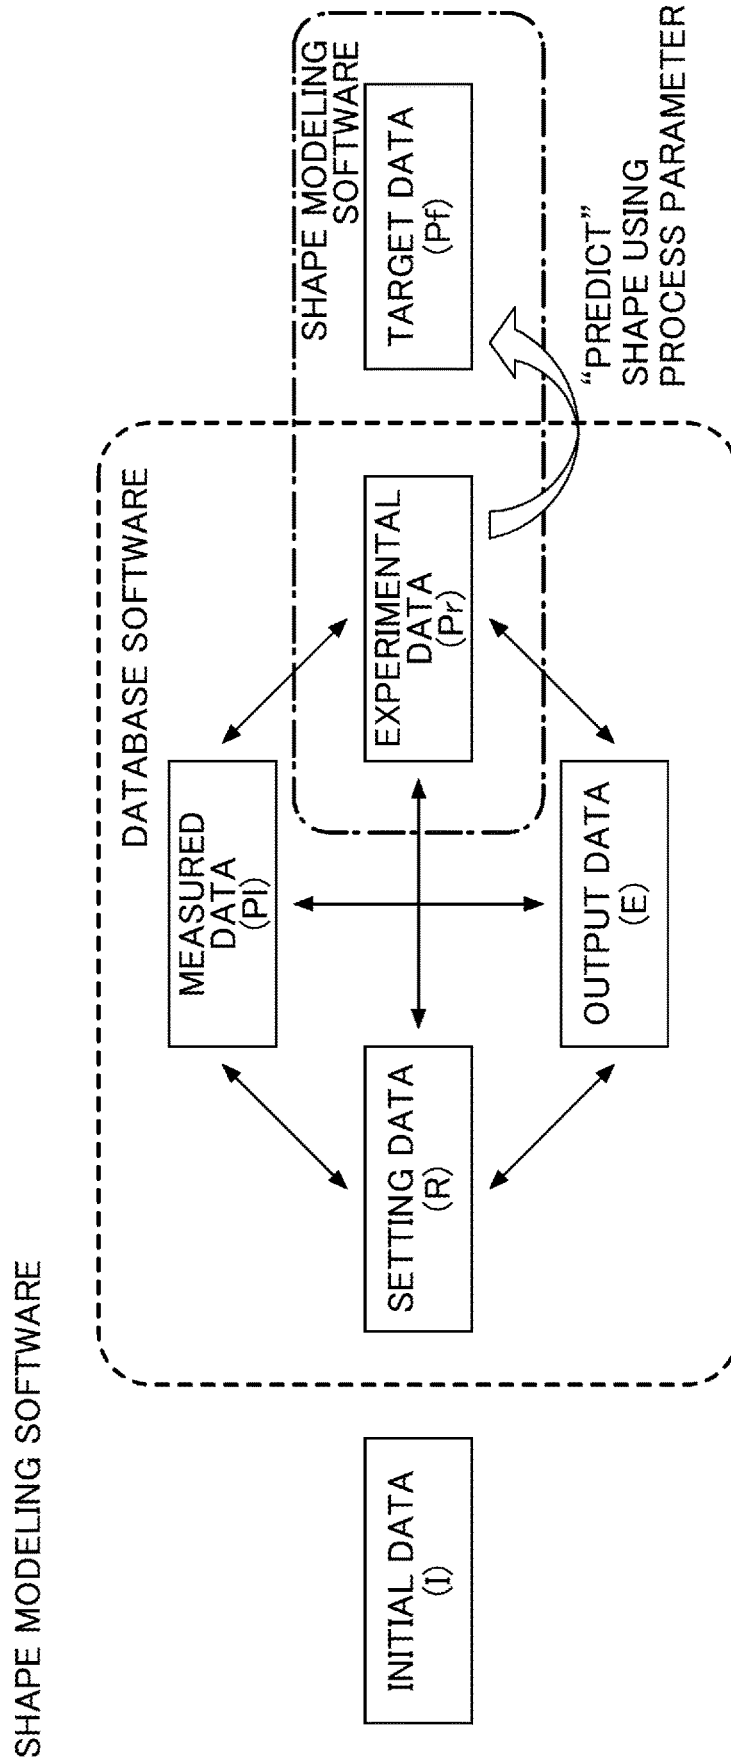 SHAPE MODELING SOFTWARE
DATABASE SOFTWARE
SHAPE MODELING
SOFTWARE
INITIAL DATA
(I)
SETTING DATA
(R)
MEASURED
DATA
(Pl)
OUTPUT DATA
(E)
EXPERIMENTAL
DATA
(Pr)
TARGET DATA
(Pf)
“PREDICT”
SHAPE USING
PROCESS PARAMETER